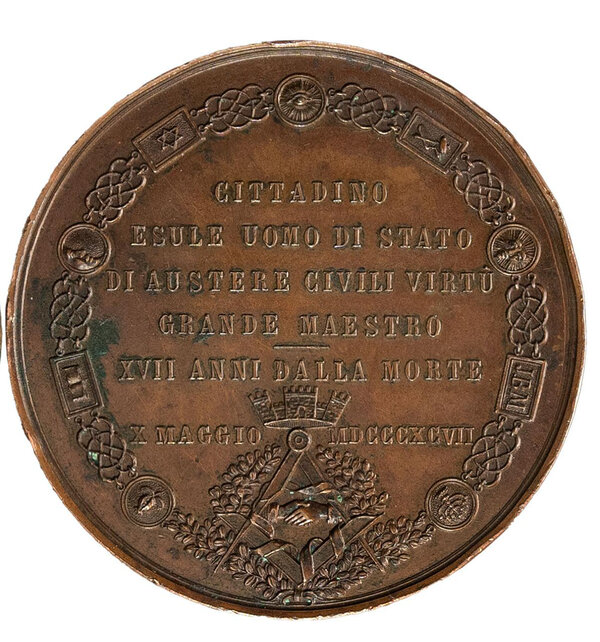 CITTADINO
ESULE UOMO DI STATO
DI AUSTERE CIVILI VIRTÙ
GRANDE MAESTRO
XVII ANNI DALLA MORTE
X MAGGIO MDCCCXCVII